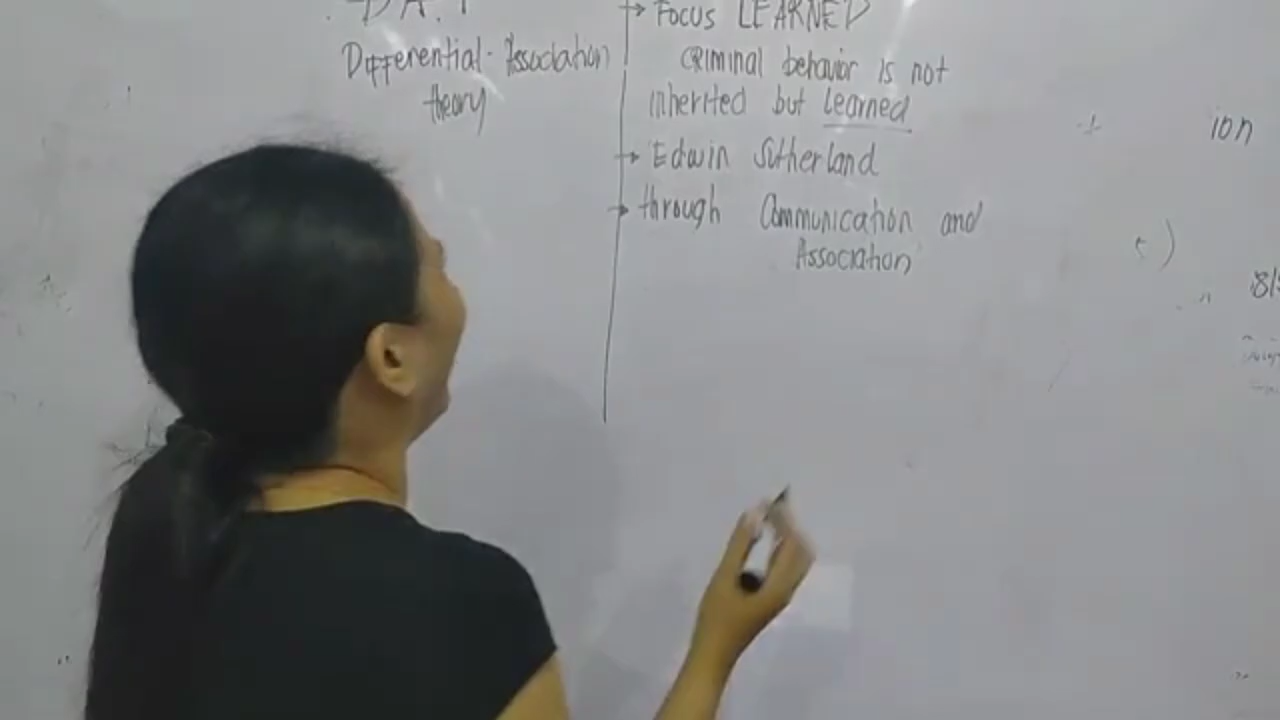 D.A.T
Differential-Association
theory
→ Focus LEARNED
criminal behavior is not
inherited but learned
→ Edwin Sutherland
→ through Communication and
Association
ion